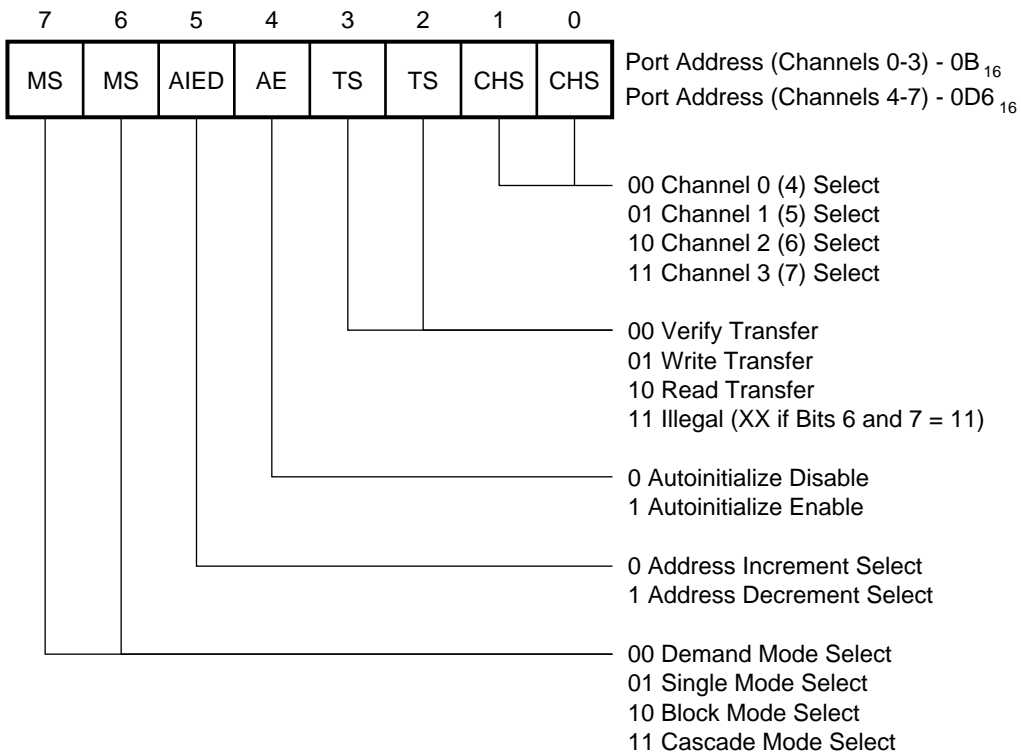 7 6 5 4 3 2 1 0
MS MS AIED AE TS TS CHS CHS
Port Address (Channels 0-3) - 0B 16
Port Address (Channels 4-7) - 0D6 16
00 Channel 0 (4) Select
01 Channel 1 (5) Select
10 Channel 2 (6) Select
11 Channel 3 (7) Select
00 Verify Transfer
01 Write Transfer
10 Read Transfer
11 Illegal (XX if Bits 6 and 7 = 11)
0 Autoinitialize Disable
1 Autoinitialize Enable
0 Address Increment Select
1 Address Decrement Select
00 Demand Mode Select
01 Single Mode Select
10 Block Mode Select
11 Cascade Mode Select